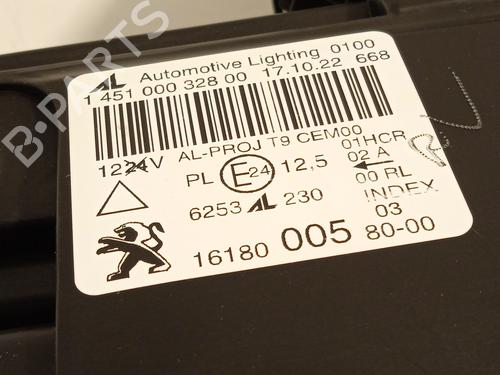 AL Automotive Lighting 0100
1 451 000 328 00 17.10.22 668
1224V AL-PROJ T9 CEM00 01HCR
PL E24 12,5 02 A
00 RL
6253 AL 230 INDEX
03
16180 005 80-00
B-PARTS